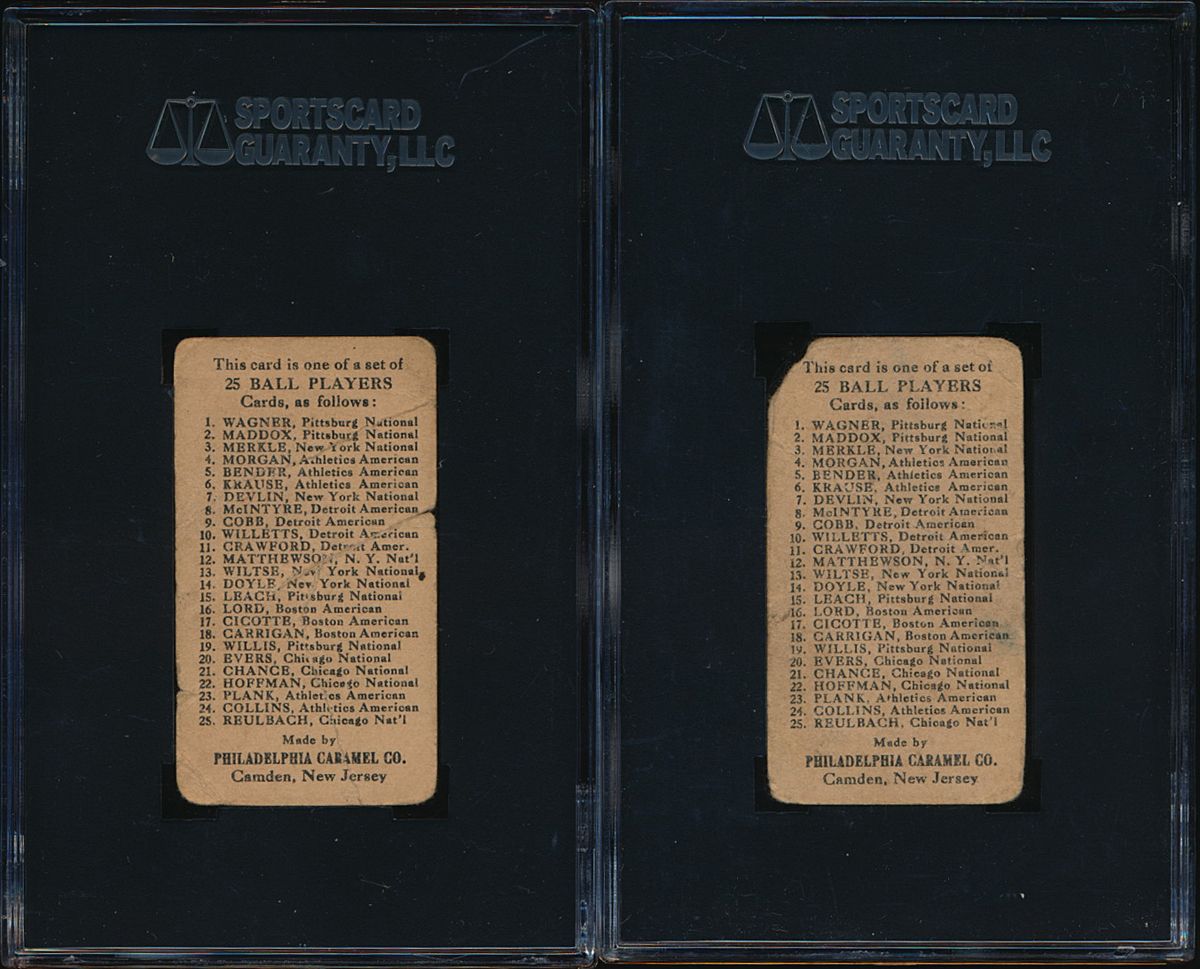 SPORTSCARD
GUARANTY, LLC
This card is one of a set of
25 BALL PLAYERS
Cards, as follows:
1. WAGNER, Pittsburg National
2. MADDOX, Pittsburg National
3. MERKLE, New York National
4. MORGAN, Athletics American
5. BENDER, Athletics American
6. KRAUSE, Athletics American
7. DEVLIN, New York National
8. McINTYRE, Detroit American
9. COBB, Detroit American
10. WILLETTS, Detroit American
11. CRAWFORD, Detroit Amer.
12. MATTHEWSON, N. Y. Nat'l
13. WILTSE, New York National
14. DOYLE, New York National
15. LEACH, Pittsburg National
16. LORD, Boston American
17. CICOTTE, Boston American
18. CARRIGAN, Boston American
19. WILLIS, Pittsburg National
20. EVERS, Chicago National
21. CHANCE, Chicago National
22. HOFFMAN, Chicago National
23. PLANK, Athletics American
24. COLLINS, Athletics American
25. REULBACH, Chicago Nat'l
Made by
PHILADELPHIA CARAMEL CO.
Camden, New Jersey
SPORTSCARD
GUARANTY, LLC
This card is one of a set of
25 BALL PLAYERS
Cards, as follows:
1. WAGNER, Pittsburg National
2. MADDOX, Pittsburg National
3. MERKLE, New York National
4. MORGAN, Athletics American
5. BENDER, Athletics American
6. KRAUSE, Athletics American
7. DEVLIN, New York National
8. McINTYRE, Detroit American
9. COBB, Detroit American
10. WILLETTS, Detroit American
11. CRAWFORD, Detroit Amer.
12. MATTHEWSON, N. Y. Nat'l
13. WILTSE, New York National
14. DOYLE, New York National
15. LEACH, Pittsburg National
16. LORD, Boston American
17. CICOTTE, Boston American
18. CARRIGAN, Boston American
19. WILLIS, Pittsburg National
20. EVERS, Chicago National
21. CHANCE, Chicago National
22. HOFFMAN, Chicago National
23. PLANK, Athletics American
24. COLLINS, Athletics American
25. REULBACH, Chicago Nat'l
Made by
PHILADELPHIA CARAMEL CO.
Camden, New Jersey